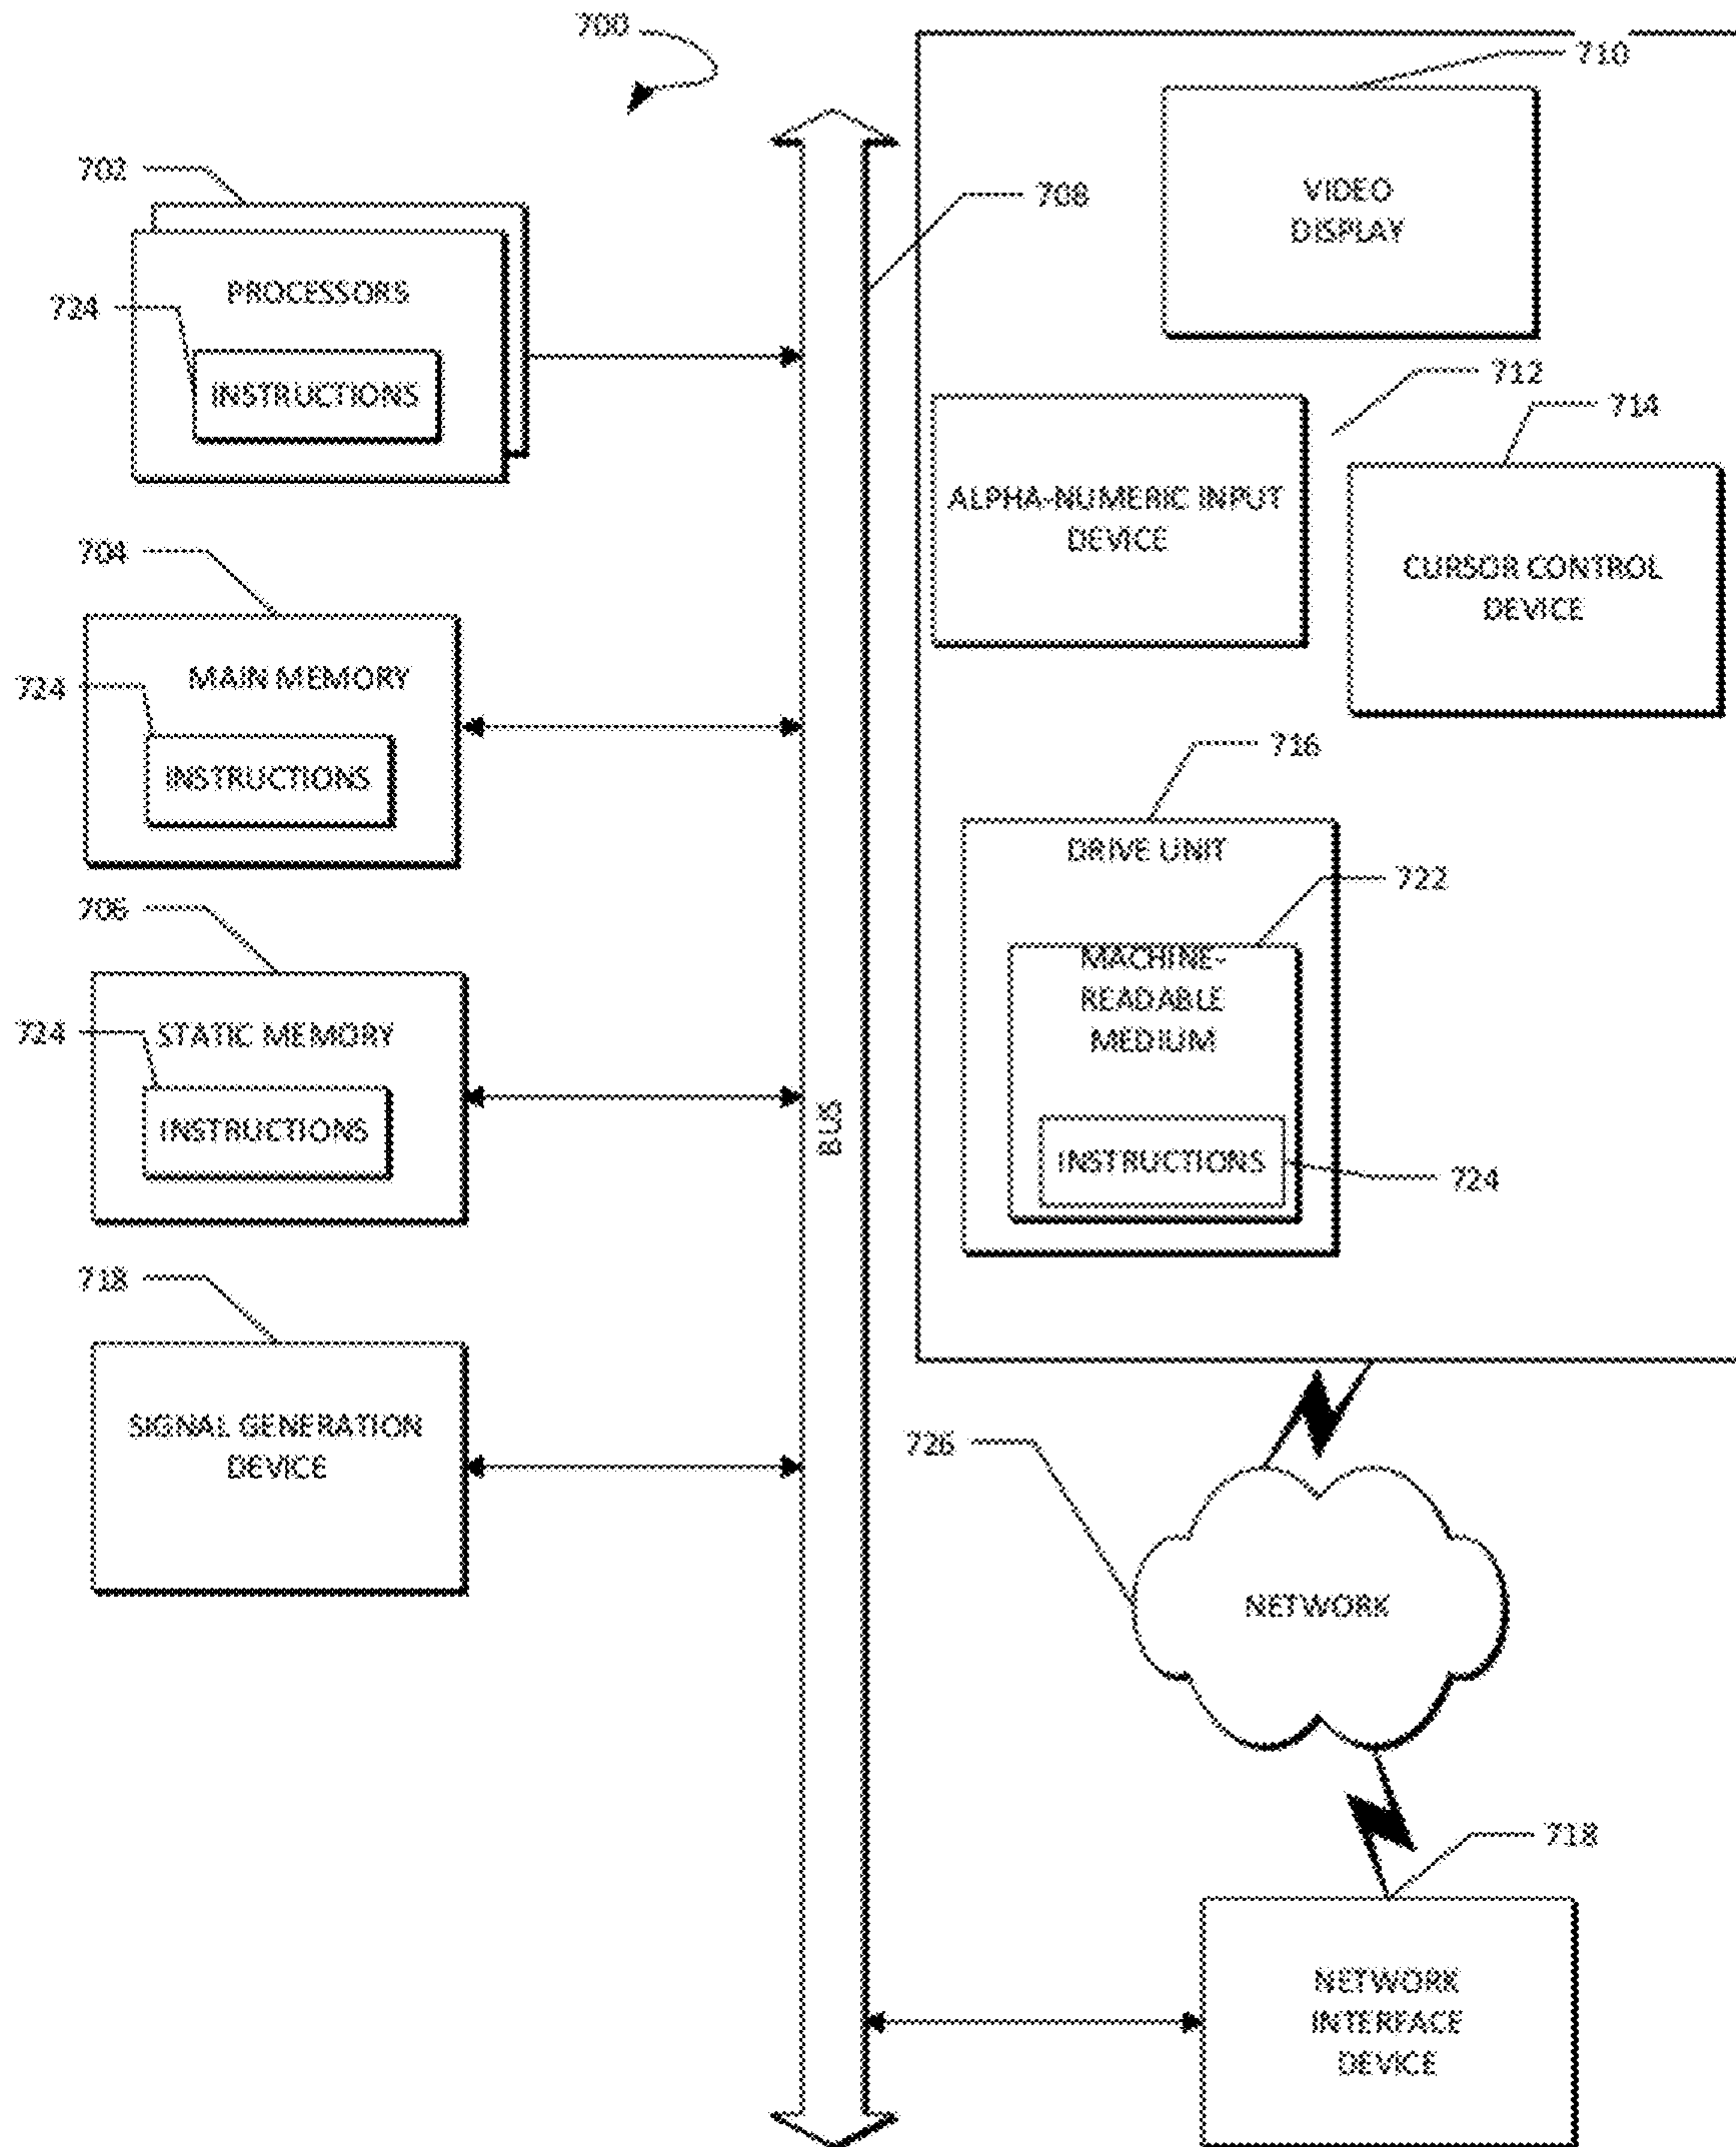 700
710
702
VIDEO
DISPLAY
708
PROCESSORS
724
INSTRUCTIONS
712
714
ALPHA-NUMERIC INPUT
DEVICE
CURSOR CONTROL
DEVICE
704
MAIN MEMORY
724
INSTRUCTIONS
716
DRIVE UNIT
722
706
MACHINE-
READABLE
MEDIUM
724
STATIC MEMORY
INSTRUCTIONS
BUS
INSTRUCTIONS
724
718
SIGNAL GENERATION
DEVICE
726
NETWORK
718
NETWORK
INTERFACE
DEVICE